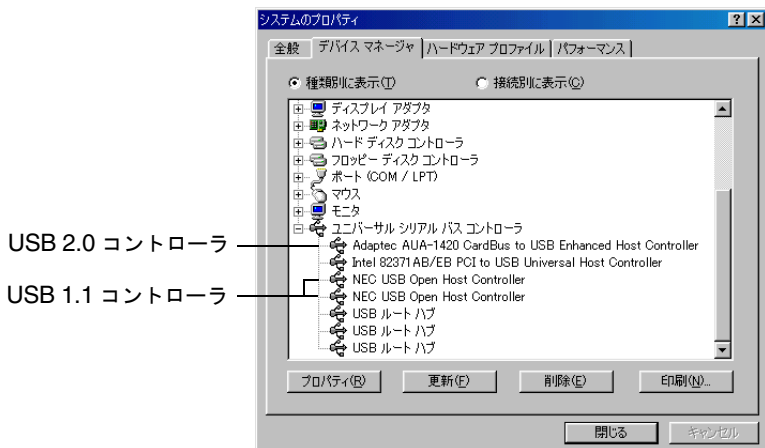 システムのプロパティ
全般 デバイス マネージャ ハードウェア プロファイル パフォーマンス
種類別に表示(T) 接続別に表示(C)
ディスプレイ アダプタ
ネットワーク アダプタ
ハード ディスク コントローラ
フロッピー ディスク コントローラ
ポート (COM / LPT)
マウス
モニタ
ユニバーサル シリアル バス コントローラ
USB 2.0 コントローラ
Adaptec AUA-1420 CardBus to USB Enhanced Host Controller
Intel 82371AB/EB PCI to USB Universal Host Controller
USB 1.1 コントローラ
NEC USB Open Host Controller
NEC USB Open Host Controller
USB ルート ハブ
USB ルート ハブ
USB ルート ハブ
プロパティ(R) 更新(F) 削除(E) 印刷(N)...
閉じる キャンセル